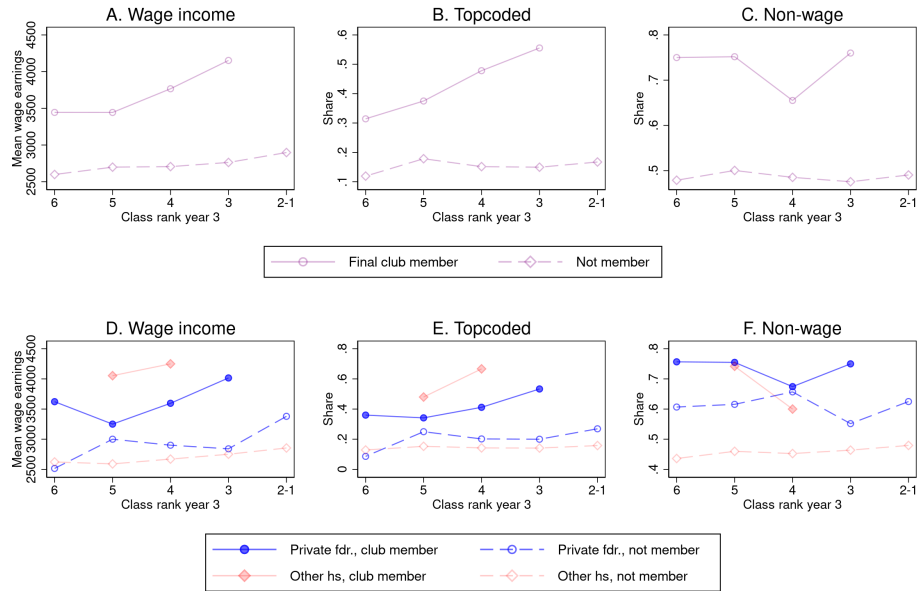 A. Wage income
Mean wage earnings
2500 3000 3500 4000 4500
6 5 4 3 2-1
Class rank year 3
B. Topcoded
Share
.1 .2 .3 .4 .5 .6
6 5 4 3 2-1
Class rank year 3
C. Non-wage
Share
.5 .6 .7 .8
6 5 4 3 2-1
Class rank year 3
Final club member Not member
D. Wage income
Mean wage earnings
2500 3000 3500 4000 4500
6 5 4 3 2-1
Class rank year 3
E. Topcoded
Share
0 .2 .4 .6 .8
6 5 4 3 2-1
Class rank year 3
F. Non-wage
Share
.4 .5 .6 .7 .8
6 5 4 3 2-1
Class rank year 3
Private fdr., club member Private fdr., not member
Other hs, club member Other hs, not member